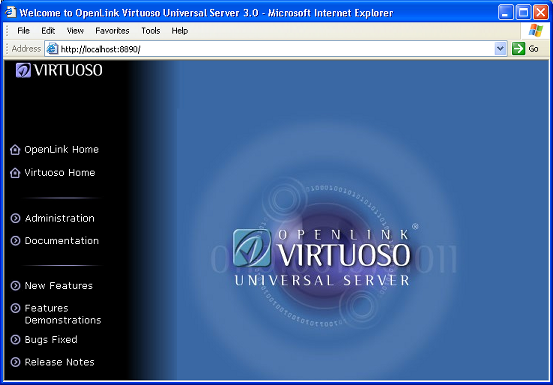 Welcome to OpenLink Virtuoso Universal Server 3.0 - Microsoft Internet Explorer
File Edit View Favorites Tools Help
Address http://localhost:8890/ Go
VIRTUOSO
OpenLink Home
Virtuoso Home
Administration
Documentation
New Features
Features
Demonstrations
Bugs Fixed
Release Notes
OPENLINK®
VIRTUOSO
UNIVERSAL SERVER